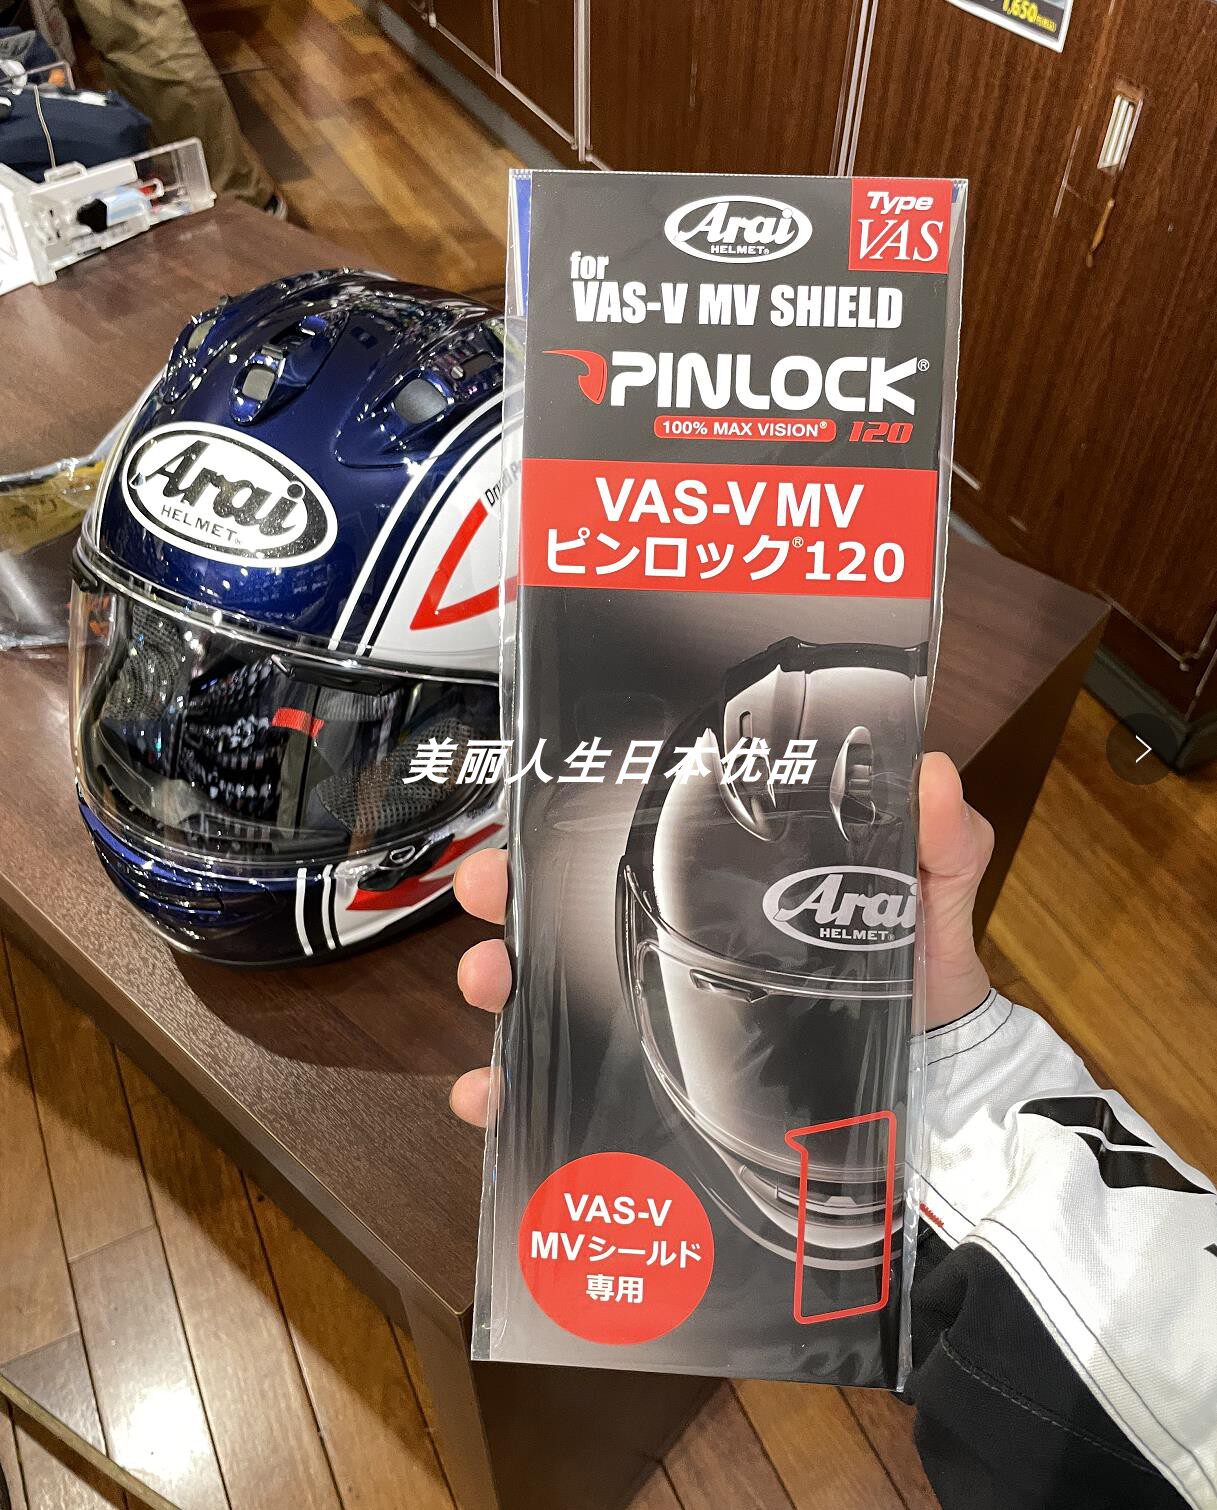 1,650
Arai
HELMET
Type
VAS
for
VAS-V MV SHIELD
PINLOCK®
100% MAX VISION® 120
VAS-V MV
ピンロック®120
Arai
HELMET
美丽人生日本优品
Arai
HELMET
VAS-V
MVシールド
専用